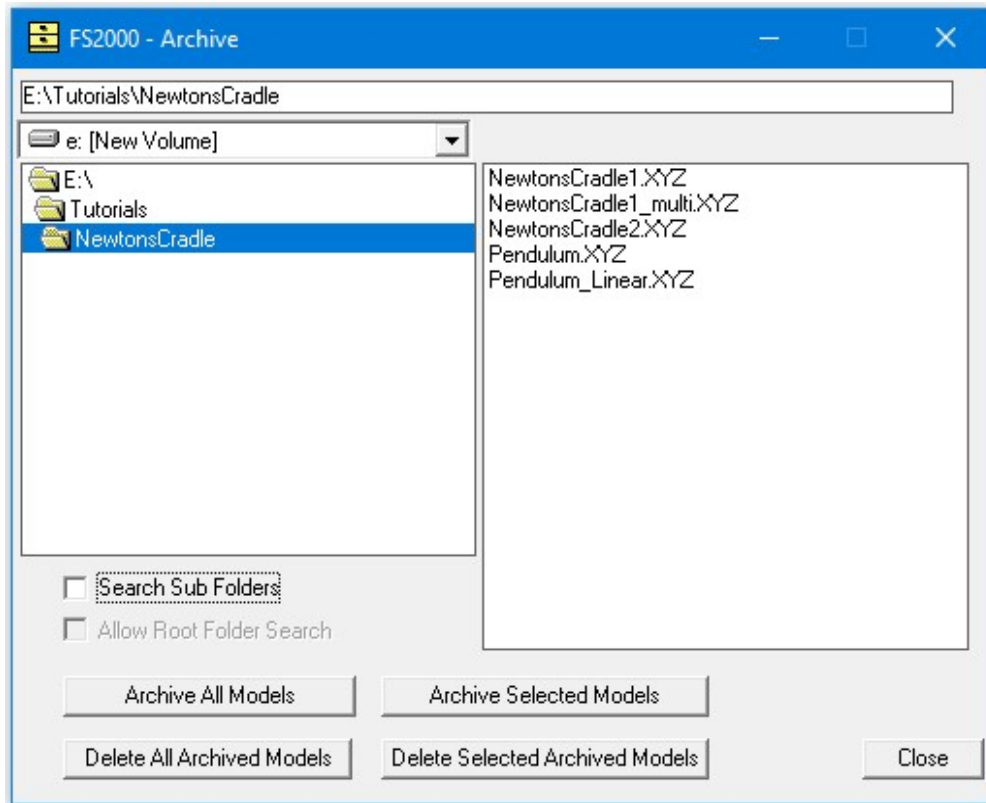 FS2000 - Archive
E:\Tutorials\NewtonsCradle
e: [New Volume]
E:\
Tutorials
NewtonsCradle
NewtonsCradle1.XYZ
NewtonsCradle1_multi.XYZ
NewtonsCradle2.XYZ
Pendulum.XYZ
Pendulum_Linear.XYZ
Search Sub Folders
Allow Root Folder Search
Archive All Models
Archive Selected Models
Delete All Archived Models
Delete Selected Archived Models
Close